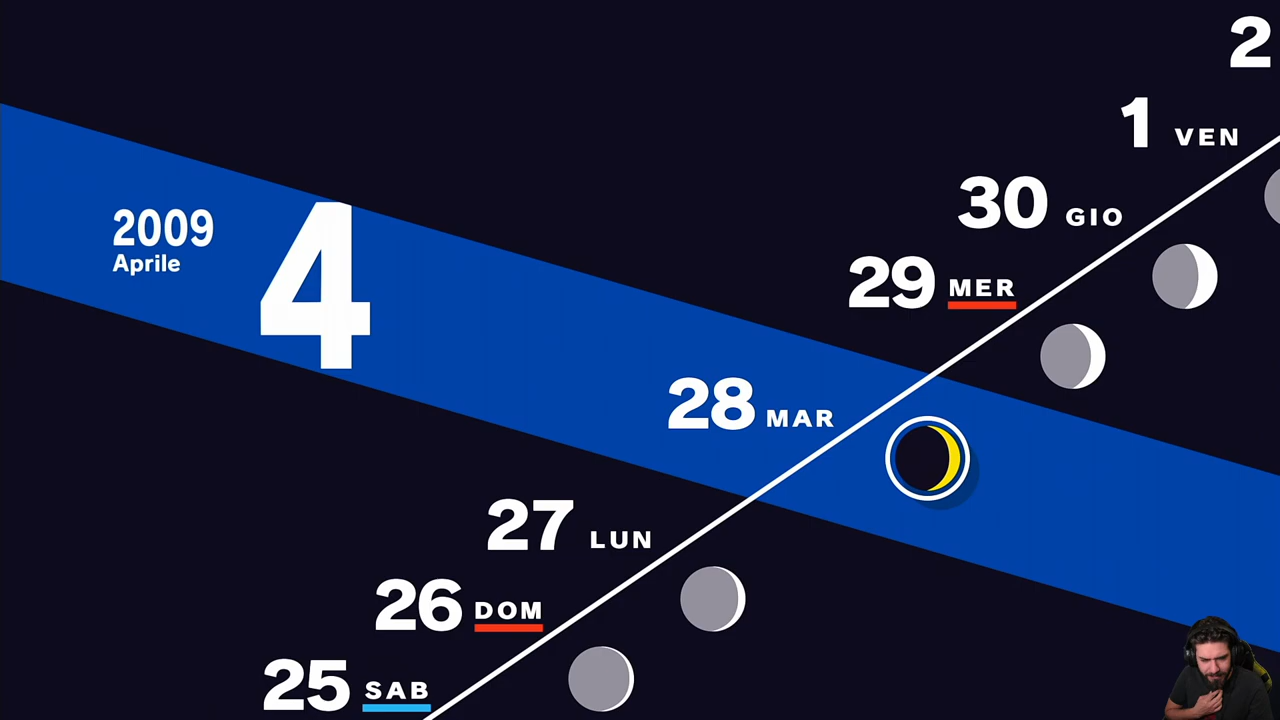 2
1 VEN
30 GIO
29 MER
2009
Aprile
4
28 MAR
27 LUN
26 DOM
25 SAB